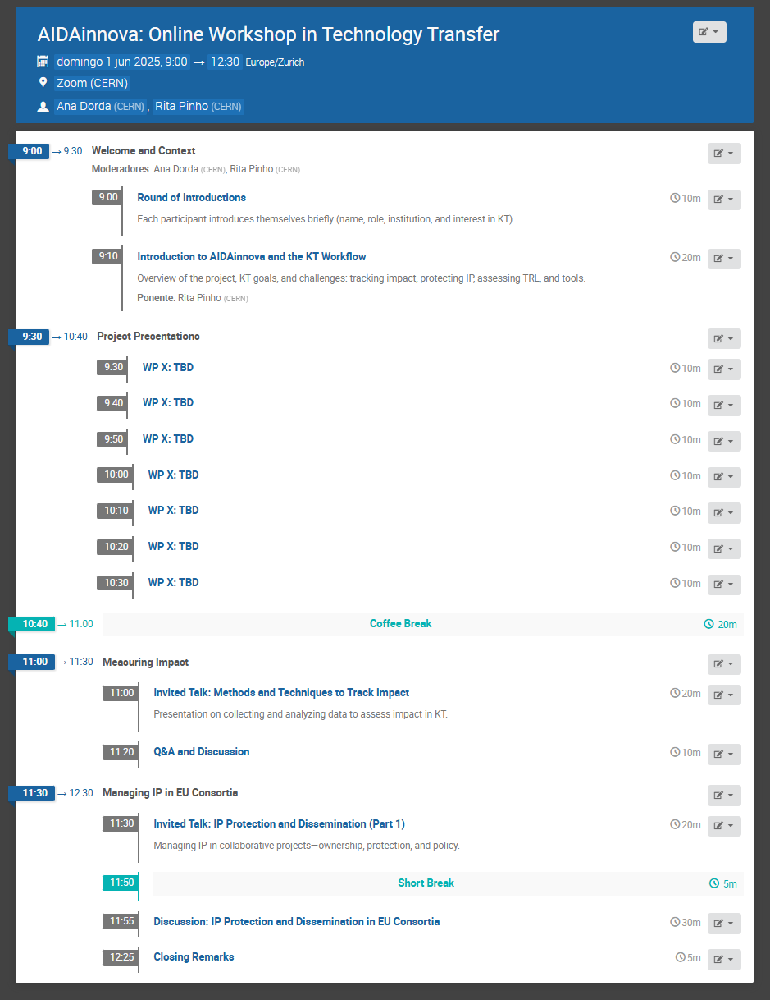 AIDAinnova: Online Workshop in Technology Transfer
domingo 1 jun 2025, 9:00 → 12:30 Europe/Zurich
Zoom (CERN)
Ana Dorda (CERN) , Rita Pinho (CERN)
9:00 → 9:30 Welcome and Context
Moderadores: Ana Dorda (CERN), Rita Pinho (CERN)
9:00 Round of Introductions 10m
Each participant introduces themselves briefly (name, role, institution, and interest in KT).
9:10 Introduction to AIDAinnova and the KT Workflow 20m
Overview of the project, KT goals, and challenges: tracking impact, protecting IP, assessing TRL, and tools.
Ponente: Rita Pinho (CERN)
9:30 → 10:40 Project Presentations
9:30 WP X: TBD 10m
9:40 WP X: TBD 10m
9:50 WP X: TBD 10m
10:00 WP X: TBD 10m
10:10 WP X: TBD 10m
10:20 WP X: TBD 10m
10:30 WP X: TBD 10m
10:40 → 11:00 Coffee Break 20m
11:00 → 11:30 Measuring Impact
11:00 Invited Talk: Methods and Techniques to Track Impact 20m
Presentation on collecting and analyzing data to assess impact in KT.
11:20 Q&A and Discussion 10m
11:30 → 12:30 Managing IP in EU Consortia
11:30 Invited Talk: IP Protection and Dissemination (Part 1) 20m
Managing IP in collaborative projects—ownership, protection, and policy.
11:50 Short Break 5m
11:55 Discussion: IP Protection and Dissemination in EU Consortia 30m
12:25 Closing Remarks 5m